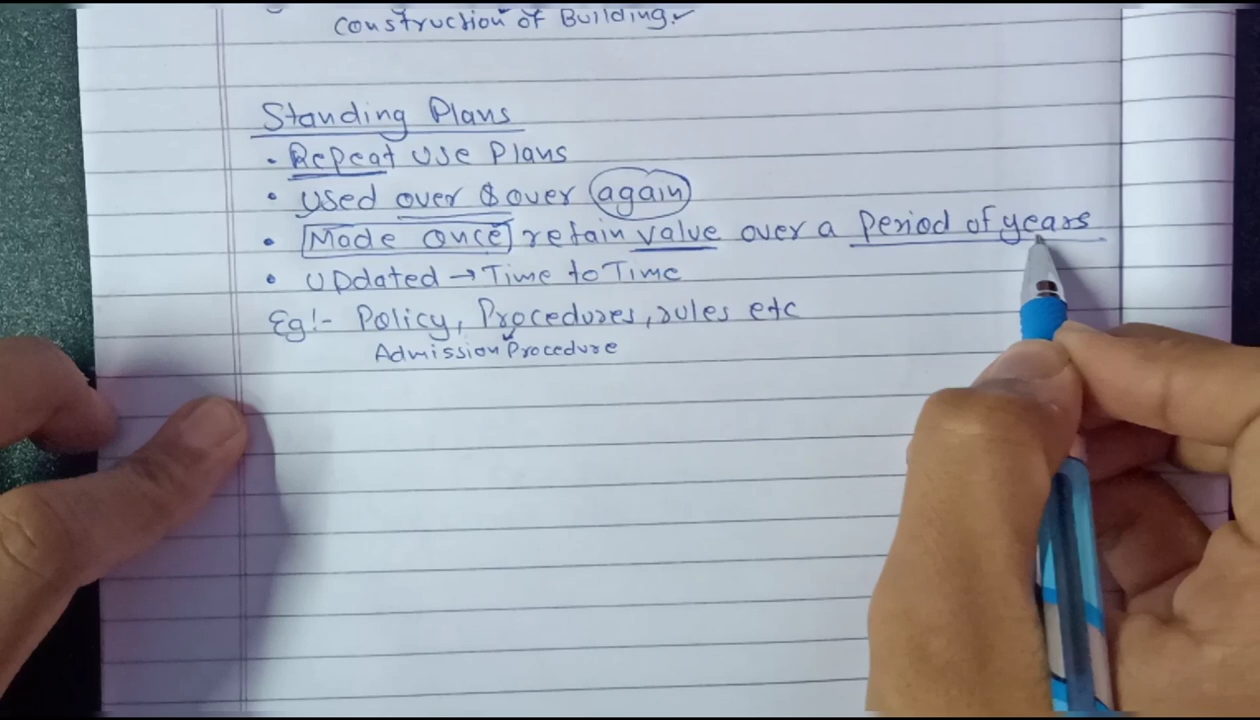 Construction of Building.
Standing Plans
• Repeat use Plans
• Used over & over again
• Made once retain value over a Period of years
• Updated → Time to Time
Eg:- Policy, Procedures, rules etc
Admission Procedure